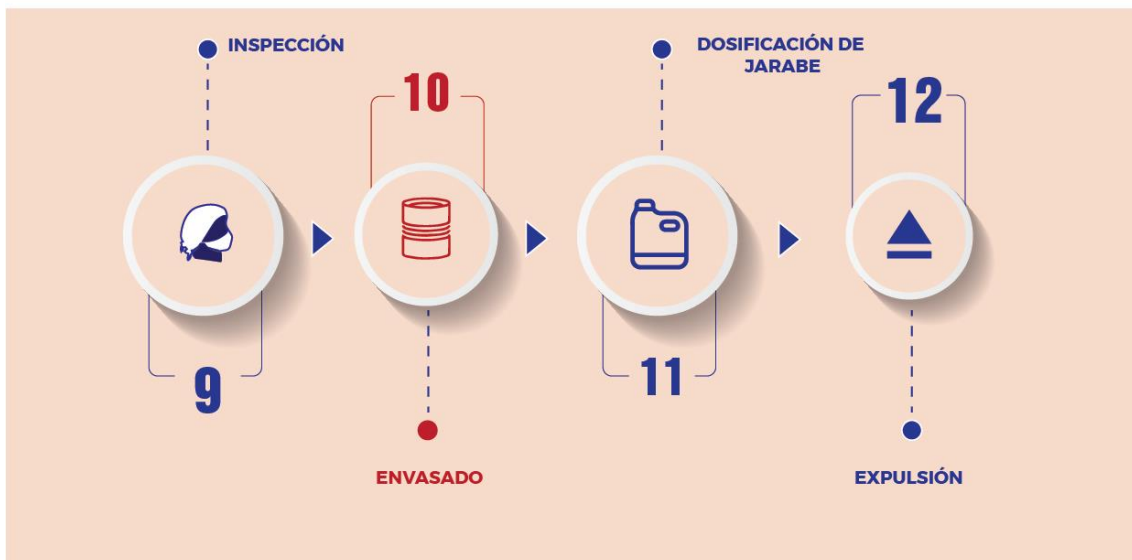 INSPECCIÓN
9
10
ENVASADO
DOSIFICACIÓN DE
JARABE
11
12
EXPULSIÓN